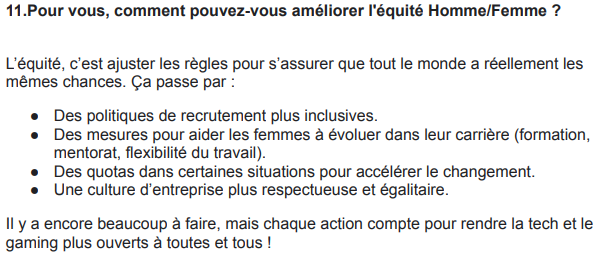 11.Pour vous, comment pouvez-vous améliorer l'équité Homme/Femme ?
L’équité, c’est ajuster les règles pour s’assurer que tout le monde a réellement les
mêmes chances. Ça passe par :
● Des politiques de recrutement plus inclusives.
● Des mesures pour aider les femmes à évoluer dans leur carrière (formation,
mentorat, flexibilité du travail).
● Des quotas dans certaines situations pour accélérer le changement.
● Une culture d’entreprise plus respectueuse et égalitaire.
Il y a encore beaucoup à faire, mais chaque action compte pour rendre la tech et le
gaming plus ouverts à toutes et tous !